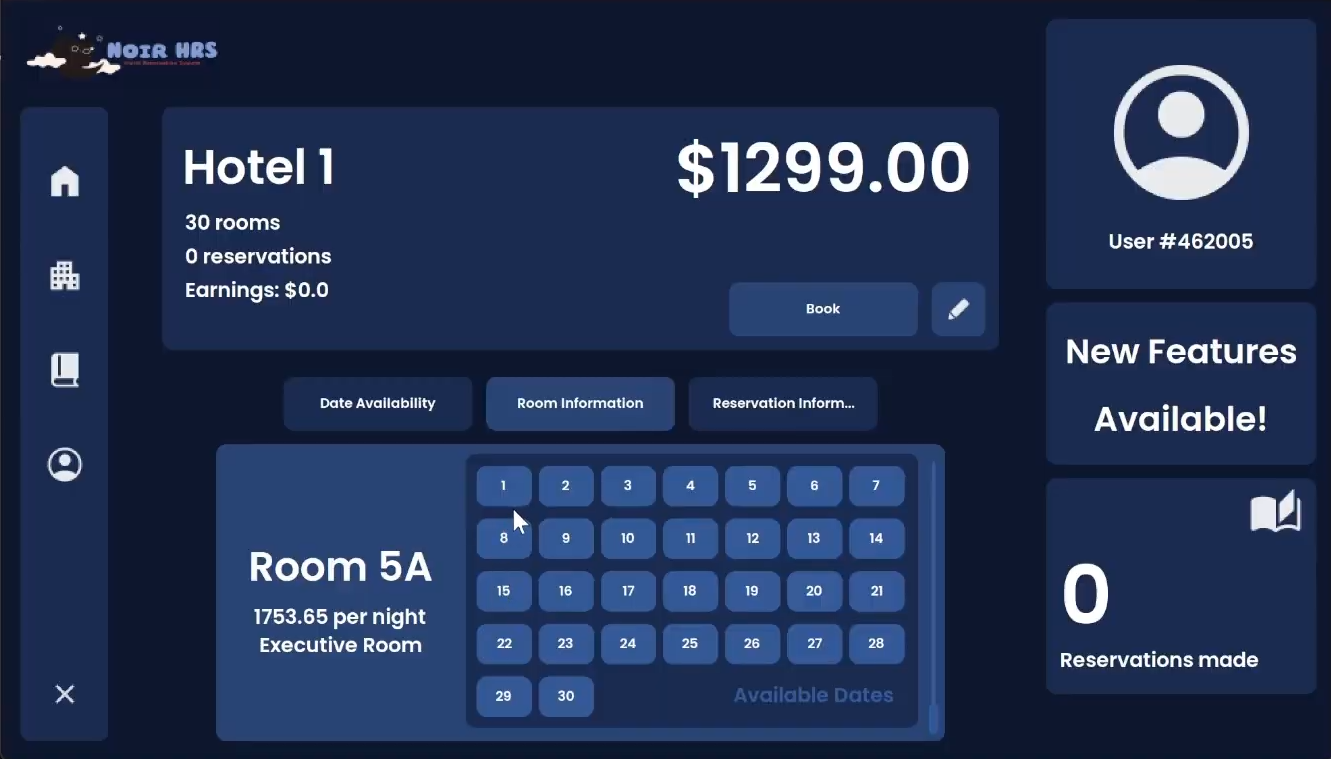 NOIR HRS
Hotel Reservation System
Hotel 1
$1299.00
30 rooms
0 reservations
Earnings: $0.0
Book
Date Availability
Room Information
Reservation Inform...
Room 5A
1753.65 per night
Executive Room
1 2 3 4 5 6 7
8 9 10 11 12 13 14
15 16 17 18 19 20 21
22 23 24 25 26 27 28
29 30
Available Dates
User #462005
New Features
Available!
0
Reservations made